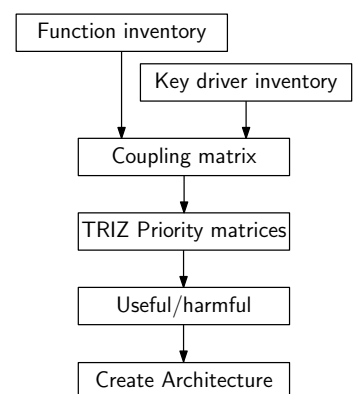 Function inventory
Key driver inventory
Coupling matrix
TRIZ Priority matrices
Useful/harmful
Create Architecture